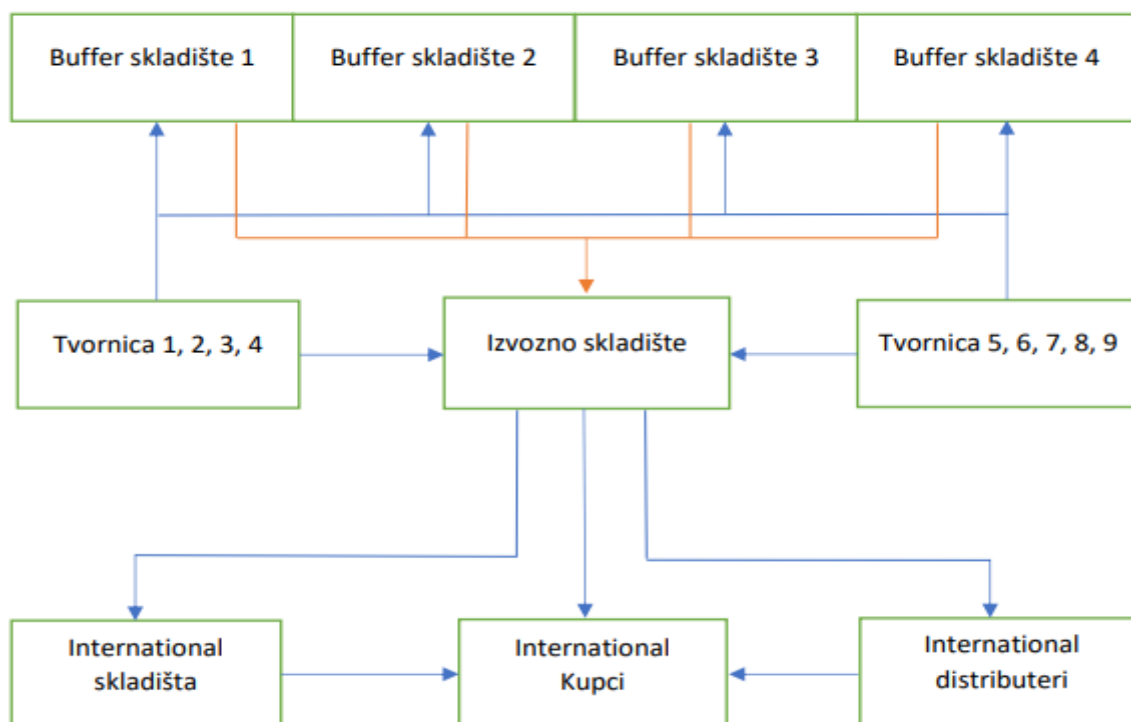 Buffer skladište 1
Buffer skladište 2
Buffer skladište 3
Buffer skladište 4
Tvornica 1, 2, 3, 4
Izvozno skladište
Tvornica 5, 6, 7, 8, 9
International
skladišta
International
Kupci
International
distributeri